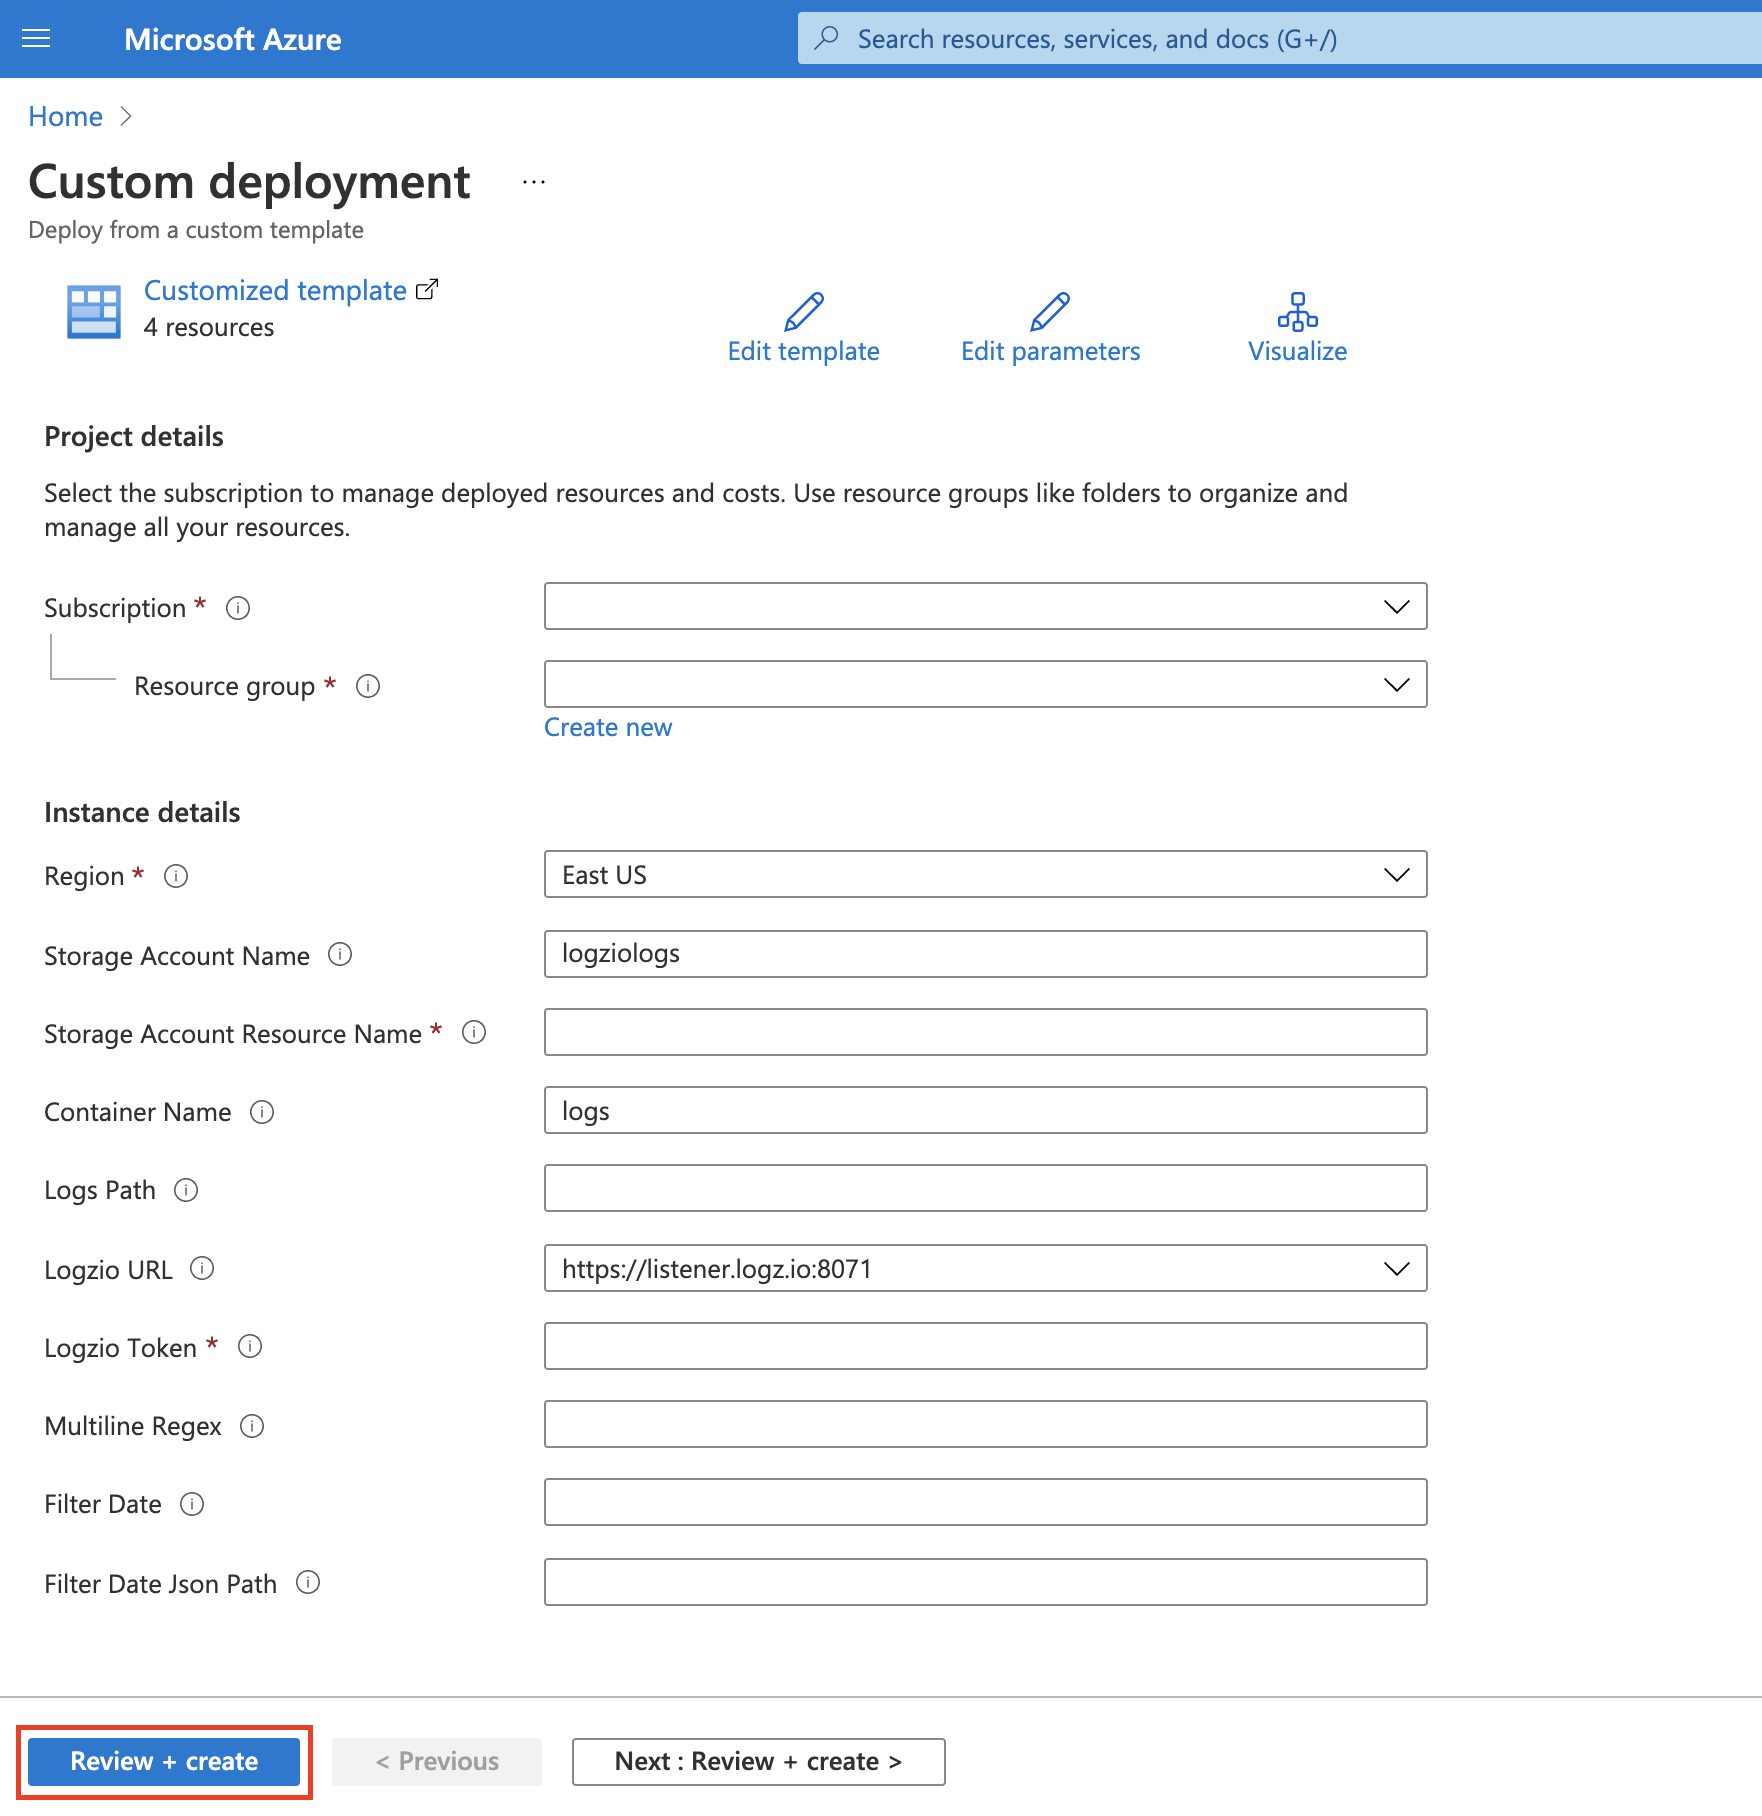 Microsoft Azure
Search resources, services, and docs (G+/)
Home >
Custom deployment ...
Deploy from a custom template
Customized template
4 resources
Edit template
Edit parameters
Visualize
Project details
Select the subscription to manage deployed resources and costs. Use resource groups like folders to organize and
manage all your resources.
Subscription *
Resource group *
Create new
Instance details
Region *
East US
Storage Account Name
logziologs
Storage Account Resource Name *
Container Name
logs
Logs Path
Logzio URL
https://listener.logz.io:8071
Logzio Token *
Multiline Regex
Filter Date
Filter Date Json Path
Review + create
< Previous
Next : Review + create >